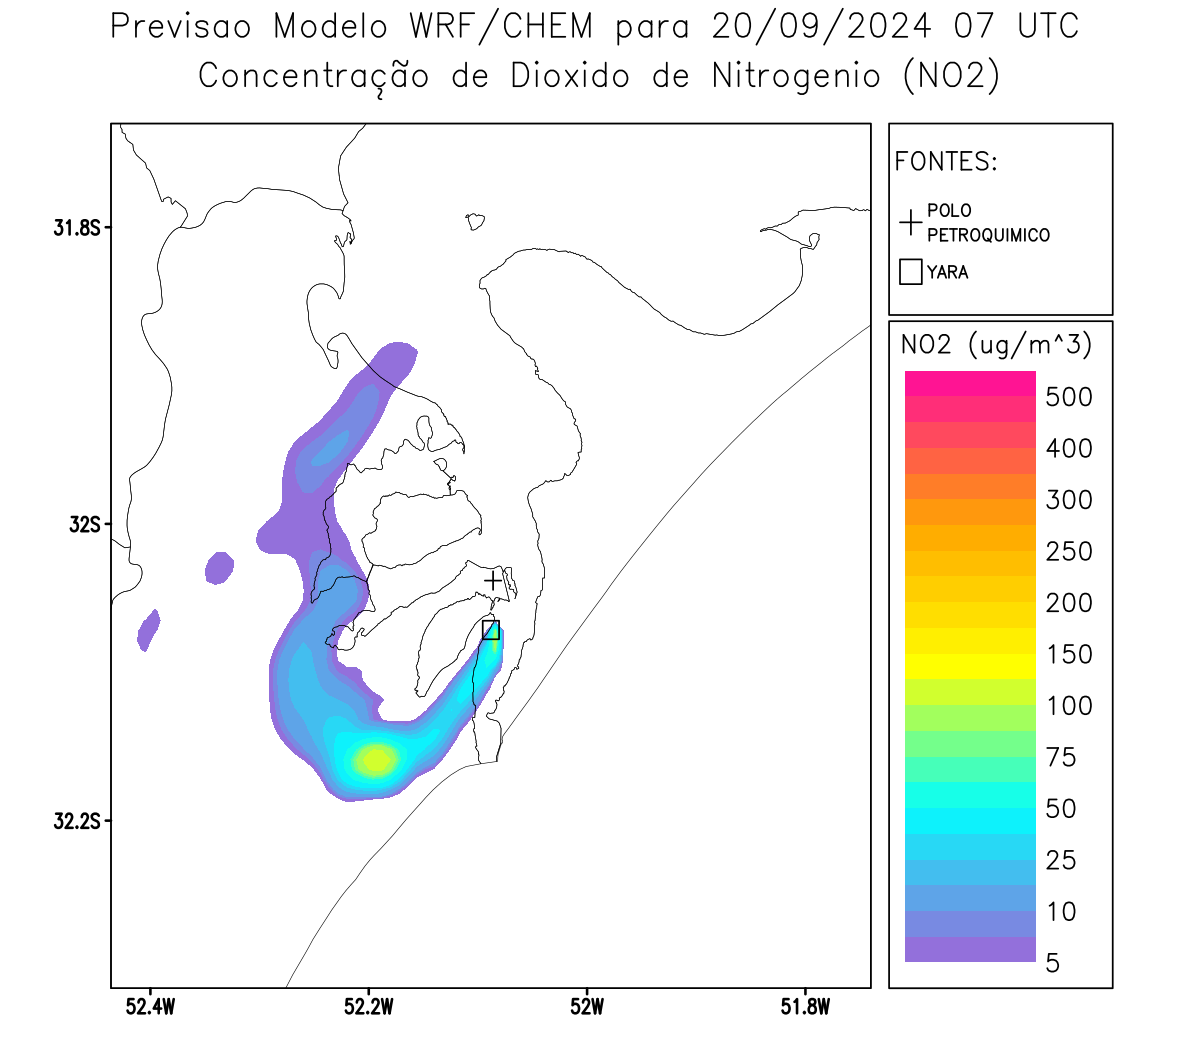 Previsao Modelo WRF/CHEM para 20/09/2024 07 UTC
Concentração de Dioxido de Nitrogenio (NO2)
FONTES:
POLO
PETROQUIMICO
YARA
NO2 (ug/m^3)
500
400
300
250
200
150
100
75
50
25
10
5
31.8S
32S
32.2S
52.4W
52.2W
52W
51.8W